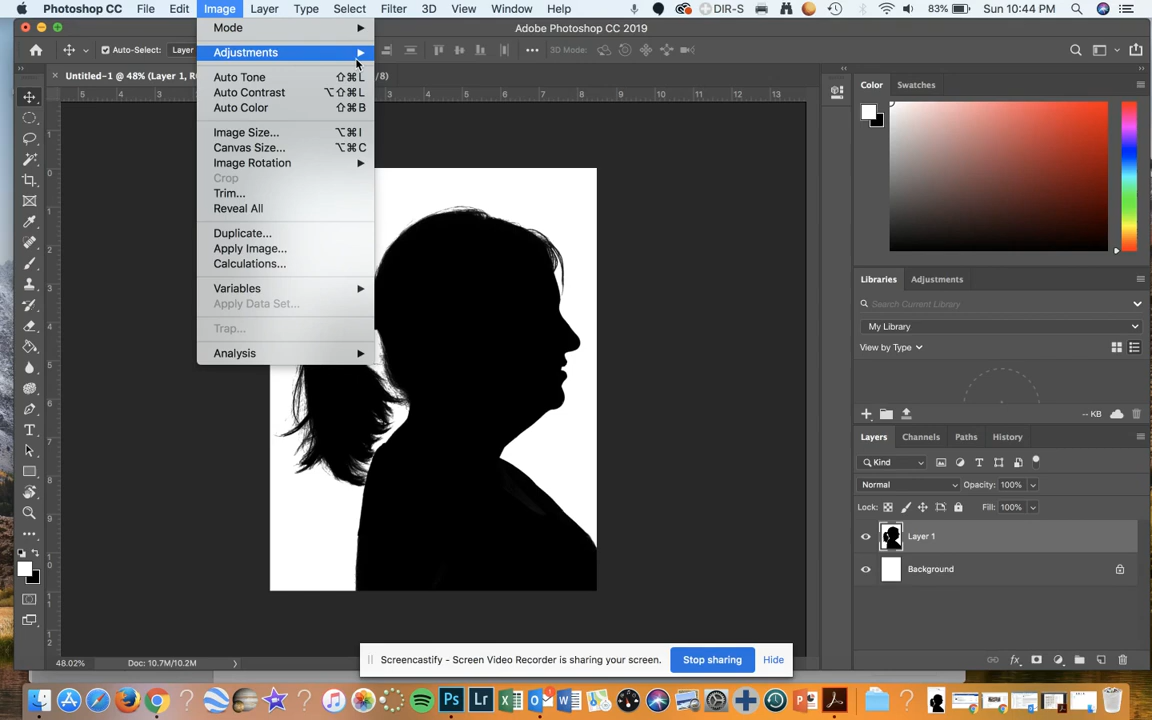 Photoshop CC File Edit Image Layer Type Select Filter 3D View Window Help DIR-S 83% Sun 10:44 PM
Adobe Photoshop CC 2019
Auto-Select: Layer 3D Mode:
Untitled-1 @ 48% (Layer 1, R /8)
Mode
Adjustments
Auto Tone ⇧⌘L
Auto Contrast ⌥⇧⌘L
Auto Color ⇧⌘B
Image Size... ⌥⌘I
Canvas Size... ⌥⌘C
Image Rotation
Crop
Trim...
Reveal All
Duplicate...
Apply Image...
Calculations...
Variables
Apply Data Set...
Trap...
Analysis
Color Swatches
Libraries Adjustments
Search Current Library
My Library
View by Type
-- KB
Layers Channels Paths History
Kind
Normal Opacity: 100%
Lock: Fill: 100%
Layer 1
Background
48.02% Doc: 10.7M/10.2M
Screencastify - Screen Video Recorder is sharing your screen. Stop sharing Hide
Ps Lr